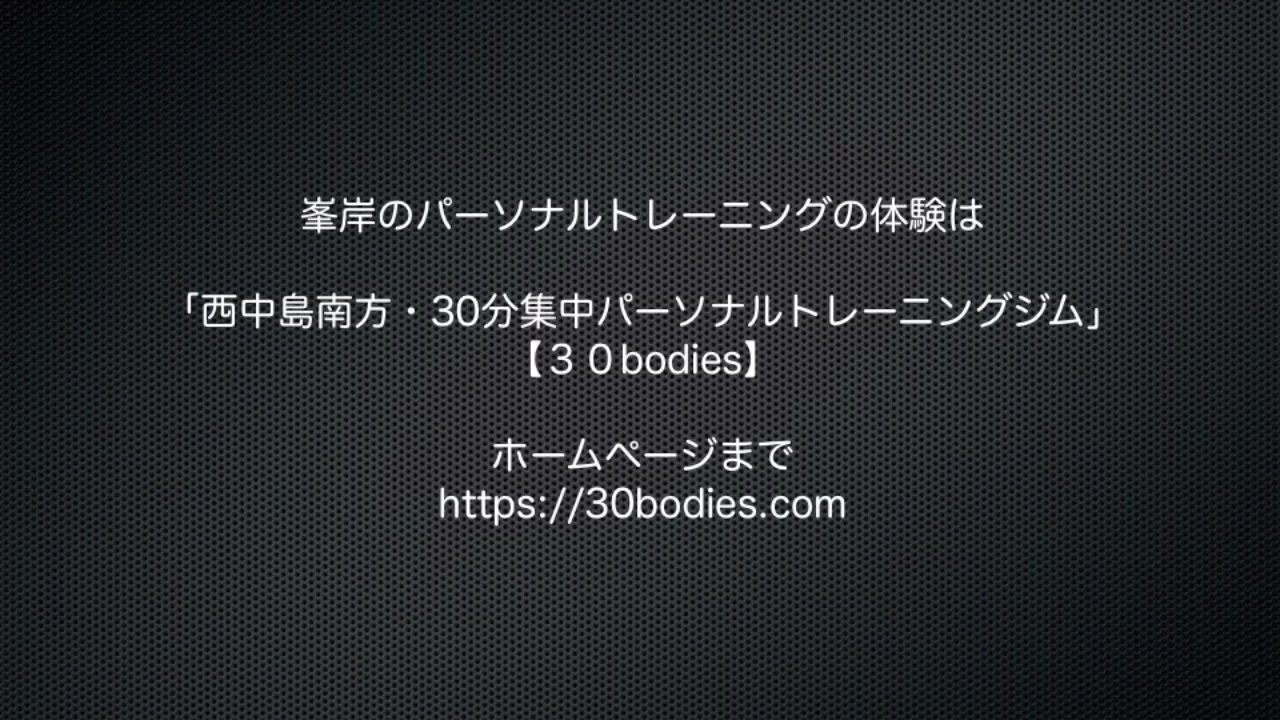 峯岸のパーソナルトレーニングの体験は
「西中島南方・30分集中パーソナルトレーニングジム」
【３０bodies】
ホームページまで
https://30bodies.com